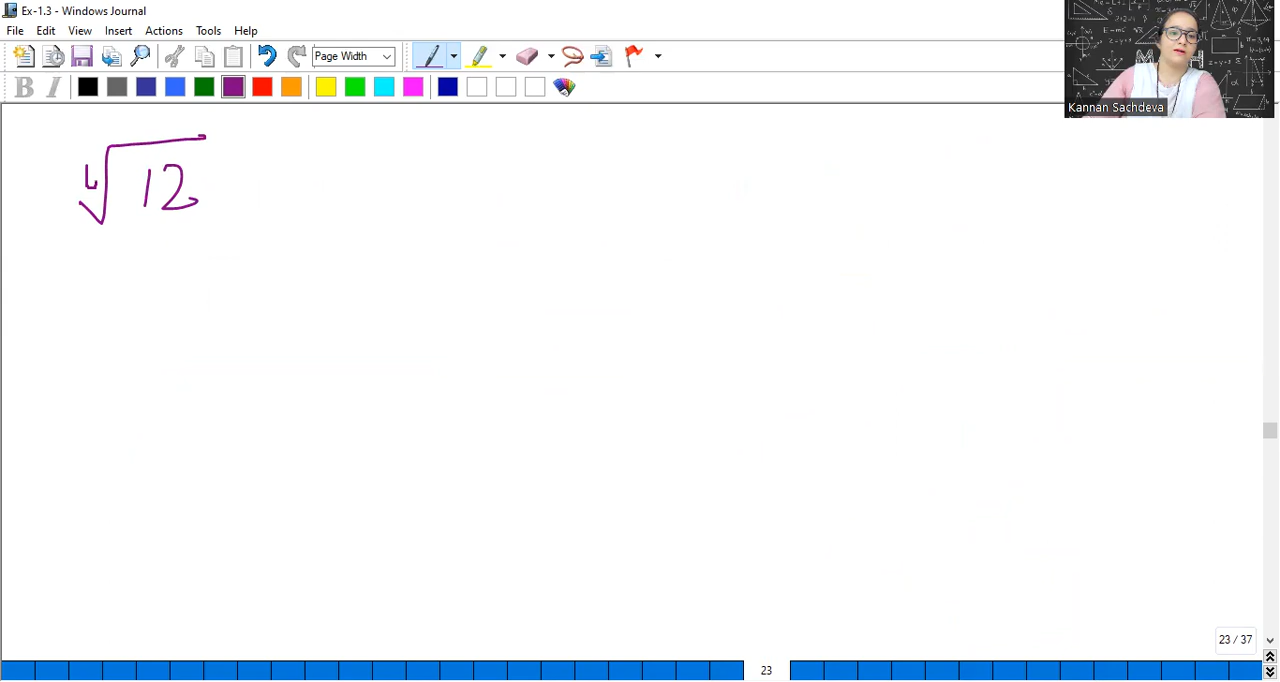 Ex-1.3 - Windows Journal
File Edit View Insert Actions Tools Help
Page Width
B I
Kannan Sachdeva
∜12
23 / 37
23